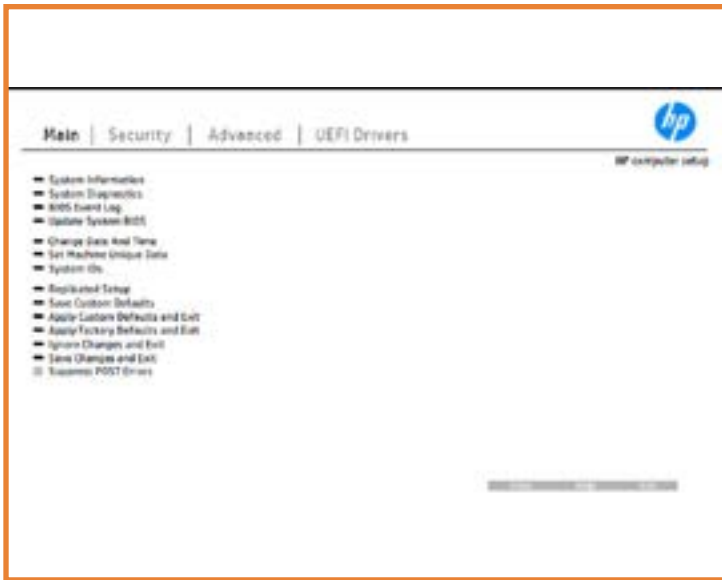 hp
Main | Security | Advanced | UEFI Drivers
HP computer setup
System Information
System Diagnostics
BIOS Event Log
Update System BIOS
Change Date And Time
Set Machine Unique Data
System IDs
Replicated Setup
Save Custom Defaults
Apply Custom Defaults and Exit
Apply Factory Defaults and Exit
Ignore Changes and Exit
Save Changes and Exit
Suppress POST Errors